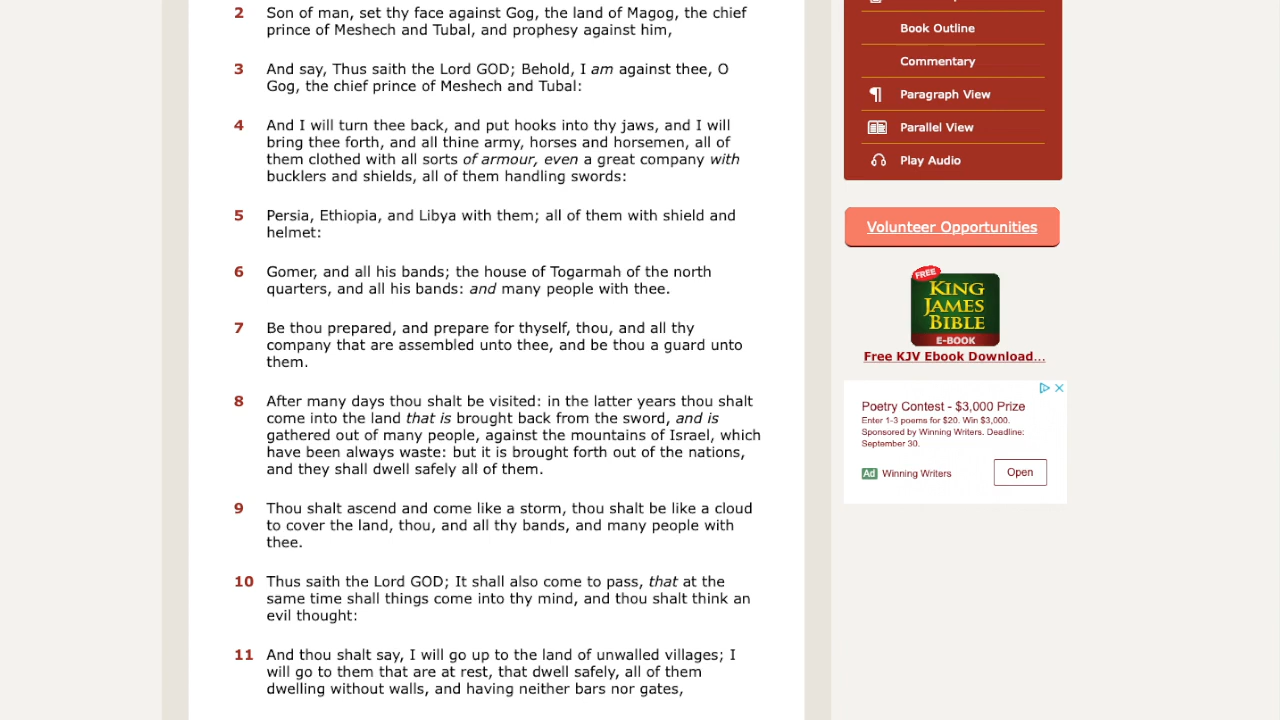 2 Son of man, set thy face against Gog, the land of Magog, the chief
prince of Meshech and Tubal, and prophesy against him,
3 And say, Thus saith the Lord GOD; Behold, I am against thee, O
Gog, the chief prince of Meshech and Tubal:
4 And I will turn thee back, and put hooks into thy jaws, and I will
bring thee forth, and all thine army, horses and horsemen, all of
them clothed with all sorts of armour, even a great company with
bucklers and shields, all of them handling swords:
5 Persia, Ethiopia, and Libya with them; all of them with shield and
helmet:
6 Gomer, and all his bands; the house of Togarmah of the north
quarters, and all his bands: and many people with thee.
7 Be thou prepared, and prepare for thyself, thou, and all thy
company that are assembled unto thee, and be thou a guard unto
them.
8 After many days thou shalt be visited: in the latter years thou shalt
come into the land that is brought back from the sword, and is
gathered out of many people, against the mountains of Israel, which
have been always waste: but it is brought forth out of the nations,
and they shall dwell safely all of them.
9 Thou shalt ascend and come like a storm, thou shalt be like a cloud
to cover the land, thou, and all thy bands, and many people with
thee.
10 Thus saith the Lord GOD; It shall also come to pass, that at the
same time shall things come into thy mind, and thou shalt think an
evil thought:
11 And thou shalt say, I will go up to the land of unwalled villages; I
will go to them that are at rest, that dwell safely, all of them
dwelling without walls, and having neither bars nor gates,
Book Outline
Commentary
Paragraph View
Parallel View
Play Audio
Volunteer Opportunities
FREE
KING
JAMES
BIBLE
E-BOOK
Free KJV Ebook Download...
Poetry Contest - $3,000 Prize
Enter 1-3 poems for $20. Win $3,000.
Sponsored by Winning Writers. Deadline:
September 30.
Ad Winning Writers
Open